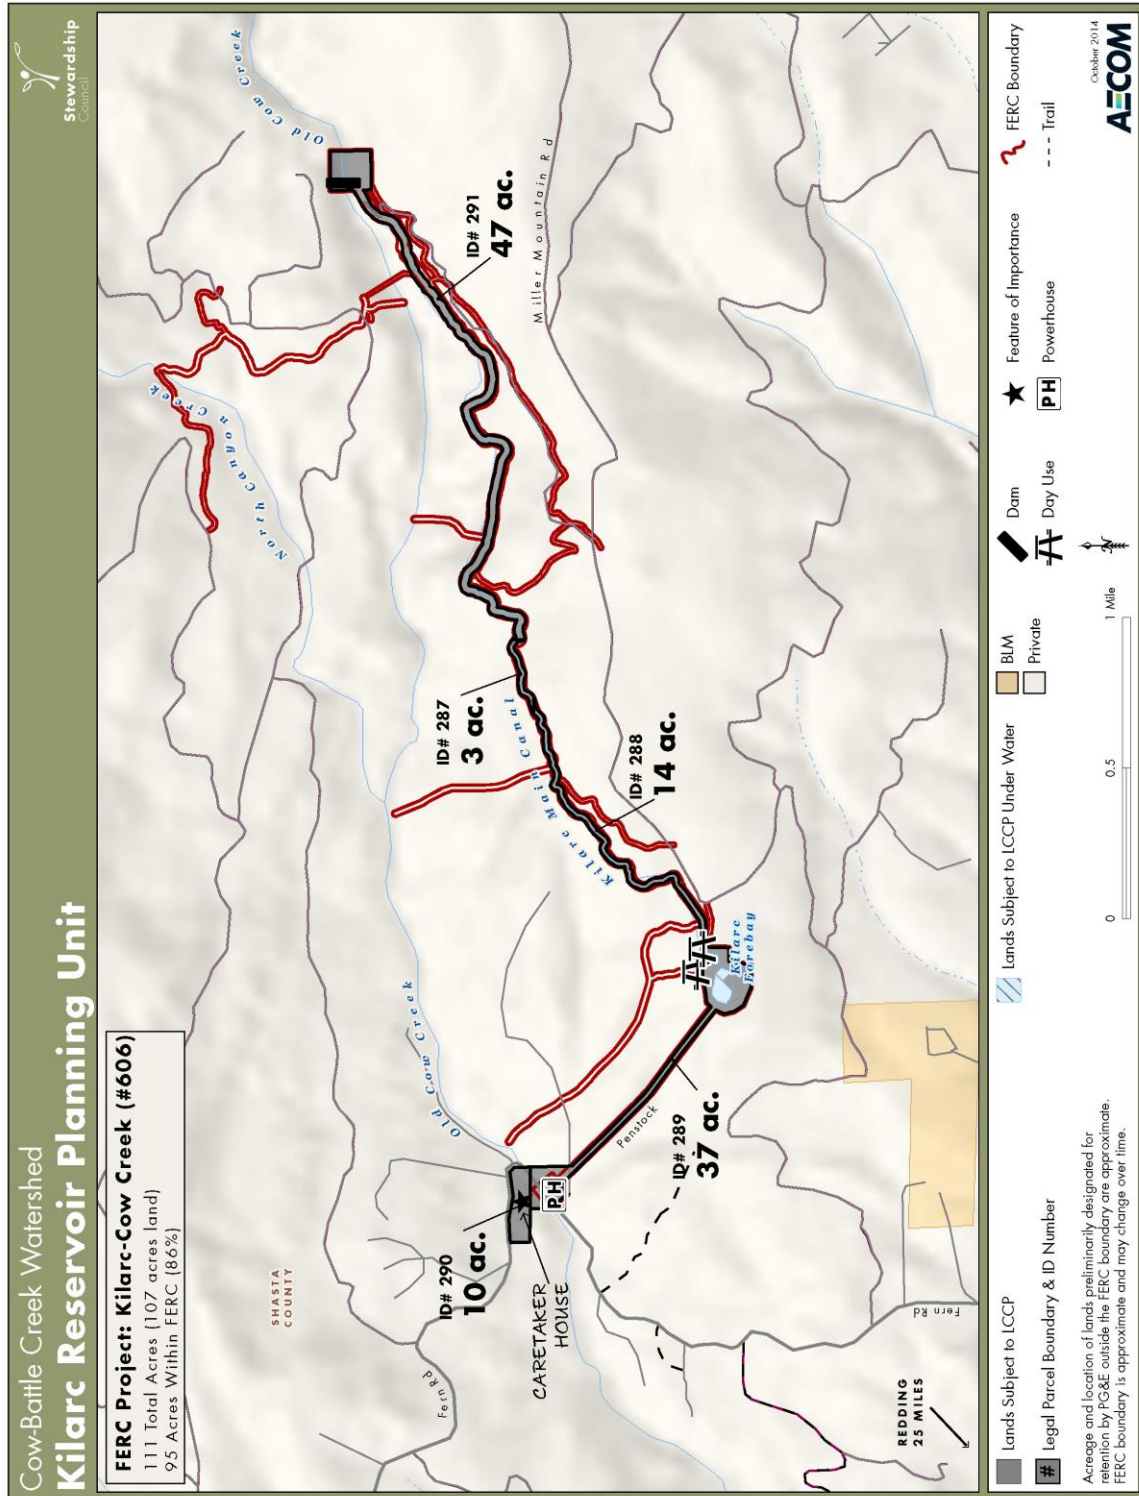 Cow-Battle Creek Watershed
Kilarc Reservoir Planning Unit
Stewardship
Council
FERC Project: Kilarc-Cow Creek (#606)
111 Total Acres (107 acres land)
95 Acres Within FERC (86%)
North Canyon Creek
Old Cow Creek
SHASTA
COUNTY
Old Cow Creek
ID# 291
47 ac.
Miller Mountain Rd
ID# 287
3 ac.
Kilarc Main Canal
ID# 288
14 ac.
Fern Rd
ID# 290
10 ac.
CARETAKER
HOUSE
PH
Penstock
ID# 289
37 ac.
Kilarc
Forebay
Fern Rd
REDDING
25 MILES
Lands Subject to LCCP
# Legal Parcel Boundary & ID Number
Lands Subject to LCCP Under Water
BLM
Private
Dam
Day Use
Feature of Importance
PH Powerhouse
FERC Boundary
Trail
Acreage and location of lands preliminarily designated for
retention by PG&E outside the FERC boundary are approximate.
FERC boundary is approximate and may change over time.
0 0.5 1 Mile
N
October 2014
AECOM